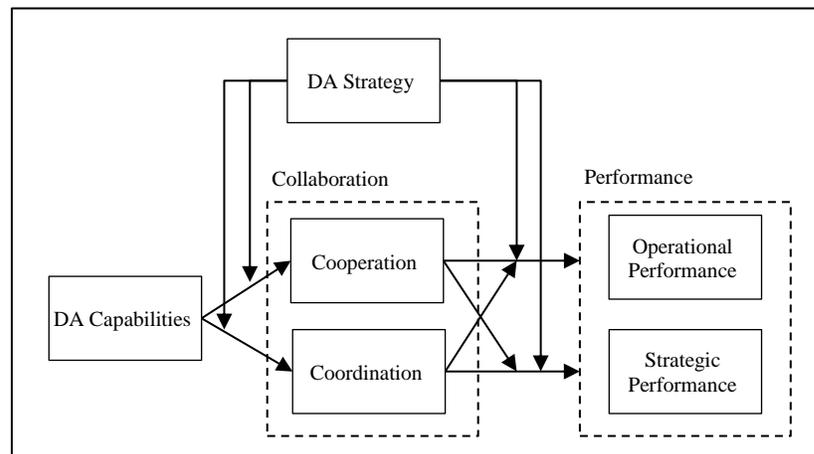 DA Strategy
Collaboration
Performance
Cooperation
Operational
Performance
DA Capabilities
Coordination
Strategic
Performance